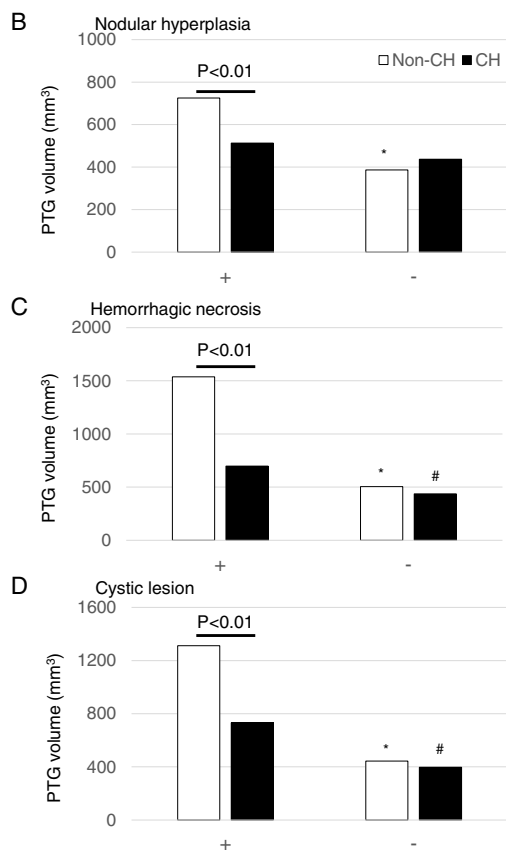 B
Nodular hyperplasia
1000
Non-CH CH
P<0.01
800
600
*
400
200
0
PTG volume (mm³)
+ -
C
Hemorrhagic necrosis
2000
P<0.01
1500
1000
* #
500
0
PTG volume (mm³)
+ -
D
Cystic lesion
1600
P<0.01
1200
800
* #
400
0
PTG volume (mm³)
+ -